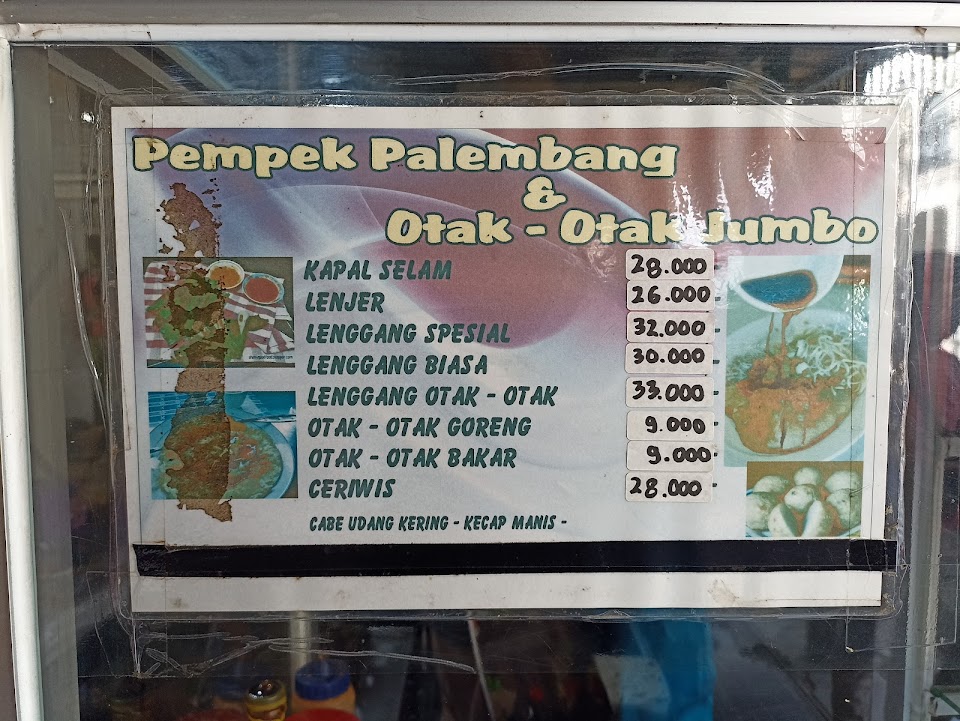 Pempek Palembang
&
Otak - Otak Jumbo
KAPAL SELAM 28.000
LENJER 26.000
LENGGANG SPESIAL 32.000
LENGGANG BIASA 30.000
LENGGANG OTAK - OTAK 33.000
OTAK - OTAK GORENG 9.000
OTAK - OTAK BAKAR 9.000
CERIWIS 28.000
CABE UDANG KERING - KECAP MANIS -